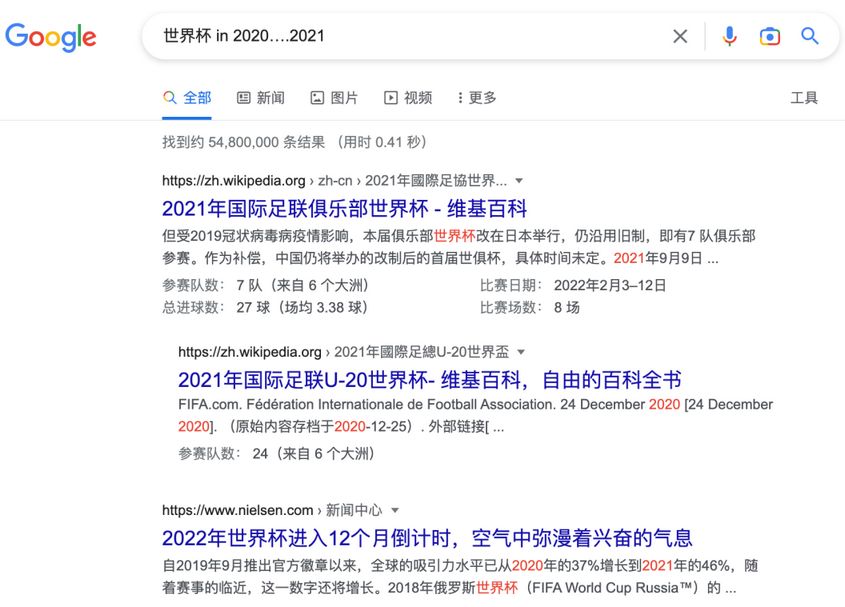 Google
世界杯 in 2020….2021
全部 新闻 图片 视频 更多 工具
找到约 54,800,000 条结果 （用时 0.41 秒）
https://zh.wikipedia.org › zh-cn › 2021年國際足協世界...
2021年国际足联俱乐部世界杯 - 维基百科
但受2019冠状病毒病疫情影响，本届俱乐部世界杯改在日本举行，仍沿用旧制，即有7 队俱乐部
参赛。作为补偿，中国仍将举办的改制后的首届世俱杯，具体时间未定。2021年9月9日 ...
参赛队数： 7 队（来自 6 个大洲） 比赛日期： 2022年2月3–12日
总进球数： 27 球（场均 3.38 球） 比赛场数： 8 场
https://zh.wikipedia.org › 2021年國際足總U-20世界盃
2021年国际足联U-20世界杯- 维基百科，自由的百科全书
FIFA.com. Fédération Internationale de Football Association. 24 December 2020 [24 December
2020]. （原始内容存档于2020-12-25）. 外部链接[ ...
参赛队数： 24（来自 6 个大洲）
https://www.nielsen.com › 新闻中心
2022年世界杯进入12个月倒计时，空气中弥漫着兴奋的气息
自2019年9月推出官方徽章以来，全球的吸引力水平已从2020年的37%增长到2021年的46%，随
着赛事的临近，这一数字还将增长。2018年俄罗斯世界杯（FIFA World Cup Russia™）的 ...